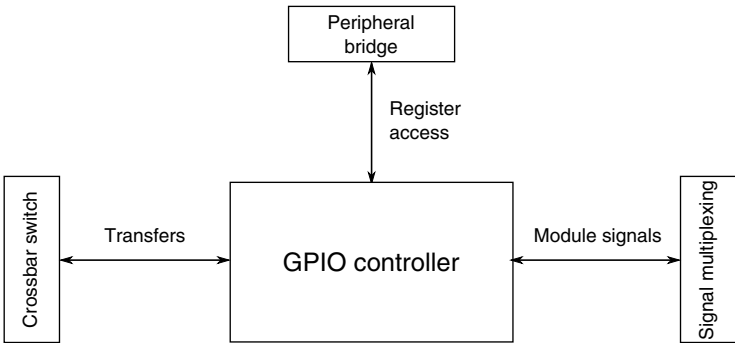 Peripheral
bridge
Register
access
Crossbar switch
Transfers
GPIO controller
Module signals
Signal multiplexing